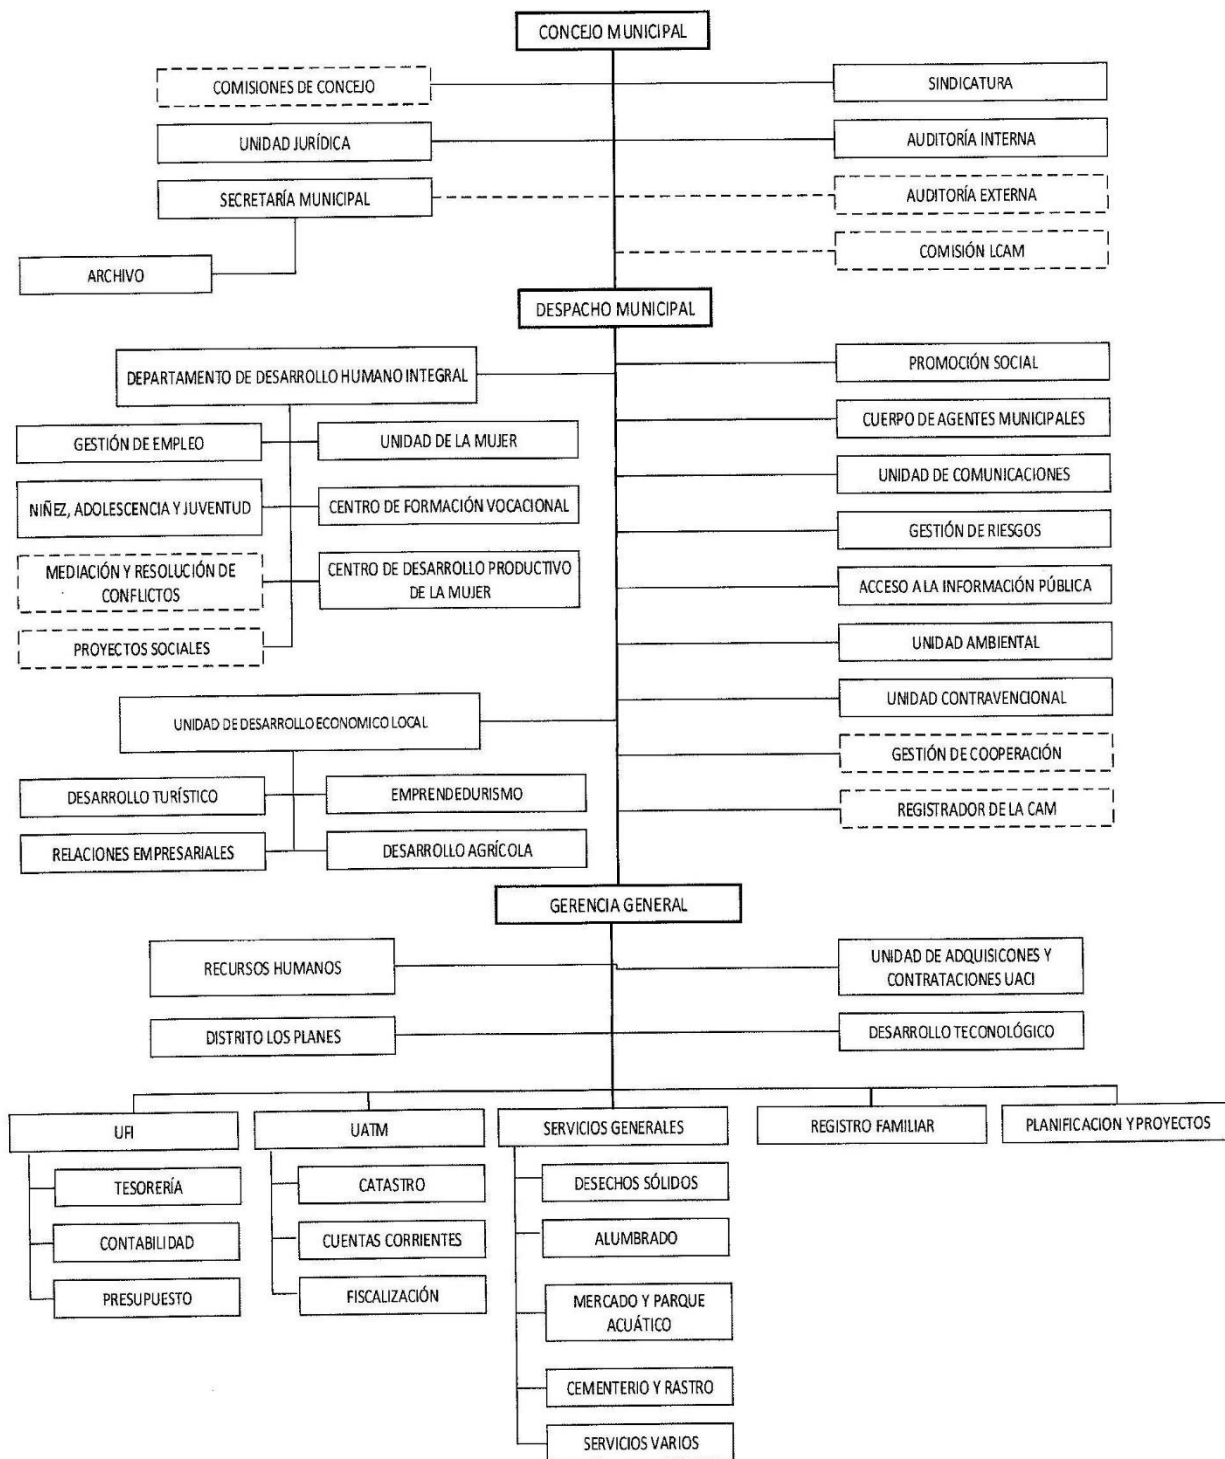 CONCEJO MUNICIPAL
COMISIONES DE CONCEJO
SINDICATURA
UNIDAD JURÍDICA
AUDITORÍA INTERNA
SECRETARÍA MUNICIPAL
AUDITORÍA EXTERNA
COMISIÓN LCAM
ARCHIVO
DESPACHO MUNICIPAL
DEPARTAMENTO DE DESARROLLO HUMANO INTEGRAL
PROMOCIÓN SOCIAL
CUERPO DE AGENTES MUNICIPALES
GESTIÓN DE EMPLEO
UNIDAD DE LA MUJER
UNIDAD DE COMUNICACIONES
NIÑEZ, ADOLESCENCIA Y JUVENTUD
CENTRO DE FORMACIÓN VOCACIONAL
GESTIÓN DE RIESGOS
MEDIACIÓN Y RESOLUCIÓN DE
CONFLICTOS
CENTRO DE DESARROLLO PRODUCTIVO
DE LA MUJER
ACCESO A LA INFORMACIÓN PÚBLICA
PROYECTOS SOCIALES
UNIDAD AMBIENTAL
UNIDAD CONTRAVENCIONAL
UNIDAD DE DESARROLLO ECONOMICO LOCAL
GESTIÓN DE COOPERACIÓN
DESARROLLO TURÍSTICO
EMPRENDEDURISMO
REGISTRADOR DE LA CAM
RELACIONES EMPRESARIALES
DESARROLLO AGRÍCOLA
GERENCIA GENERAL
RECURSOS HUMANOS
UNIDAD DE ADQUISICONES Y
CONTRATACIONES UACI
DISTRITO LOS PLANES
DESARROLLO TECONOLÓGICO
UFI
UATM
SERVICIOS GENERALES
REGISTRO FAMILIAR
PLANIFICACION Y PROYECTOS
TESORERÍA
CATASTRO
DESECHOS SÓLIDOS
CONTABILIDAD
CUENTAS CORRIENTES
ALUMBRADO
PRESUPUESTO
FISCALIZACIÓN
MERCADO Y PARQUE
ACUÁTICO
CEMENTERIO Y RASTRO
SERVICIOS VARIOS